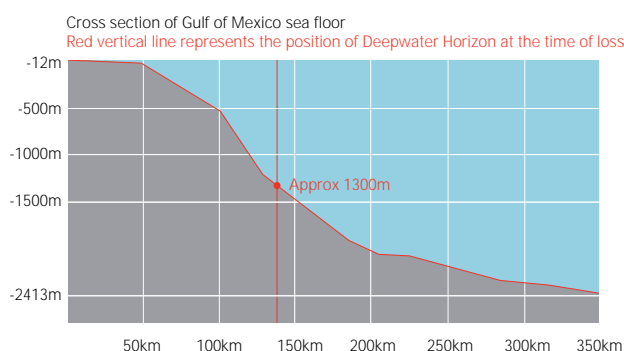 Cross section of Gulf of Mexico sea floor
Red vertical line represents the position of Deepwater Horizon at the time of loss
-12m
-500m
-1000m
Approx 1300m
-1500m
-2413m
50km 100km 150km 200km 250km 300km 350km